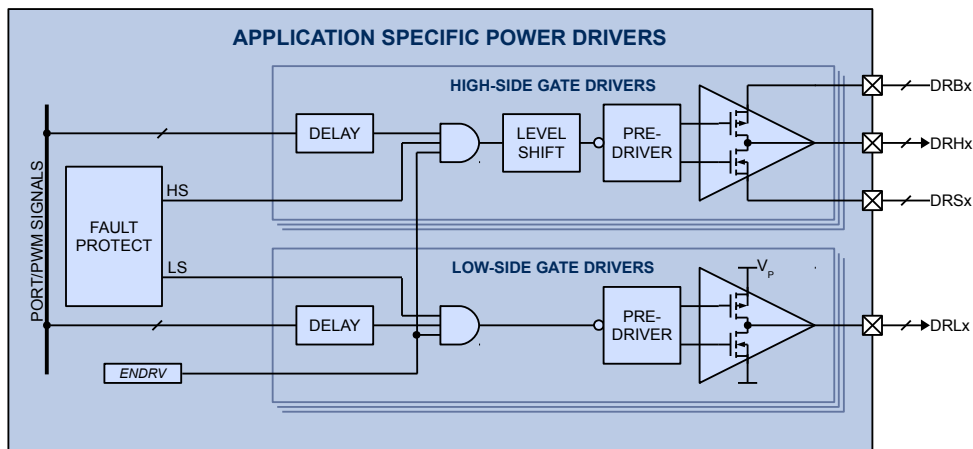 APPLICATION SPECIFIC POWER DRIVERS
HIGH-SIDE GATE DRIVERS
DRBx
DELAY
LEVEL
SHIFT
PRE-
DRIVER
DRHx
PORT/PWM SIGNALS
HS
FAULT
PROTECT
DRSx
LS
LOW-SIDE GATE DRIVERS
VP
DELAY
PRE-
DRIVER
DRLx
ENDRV